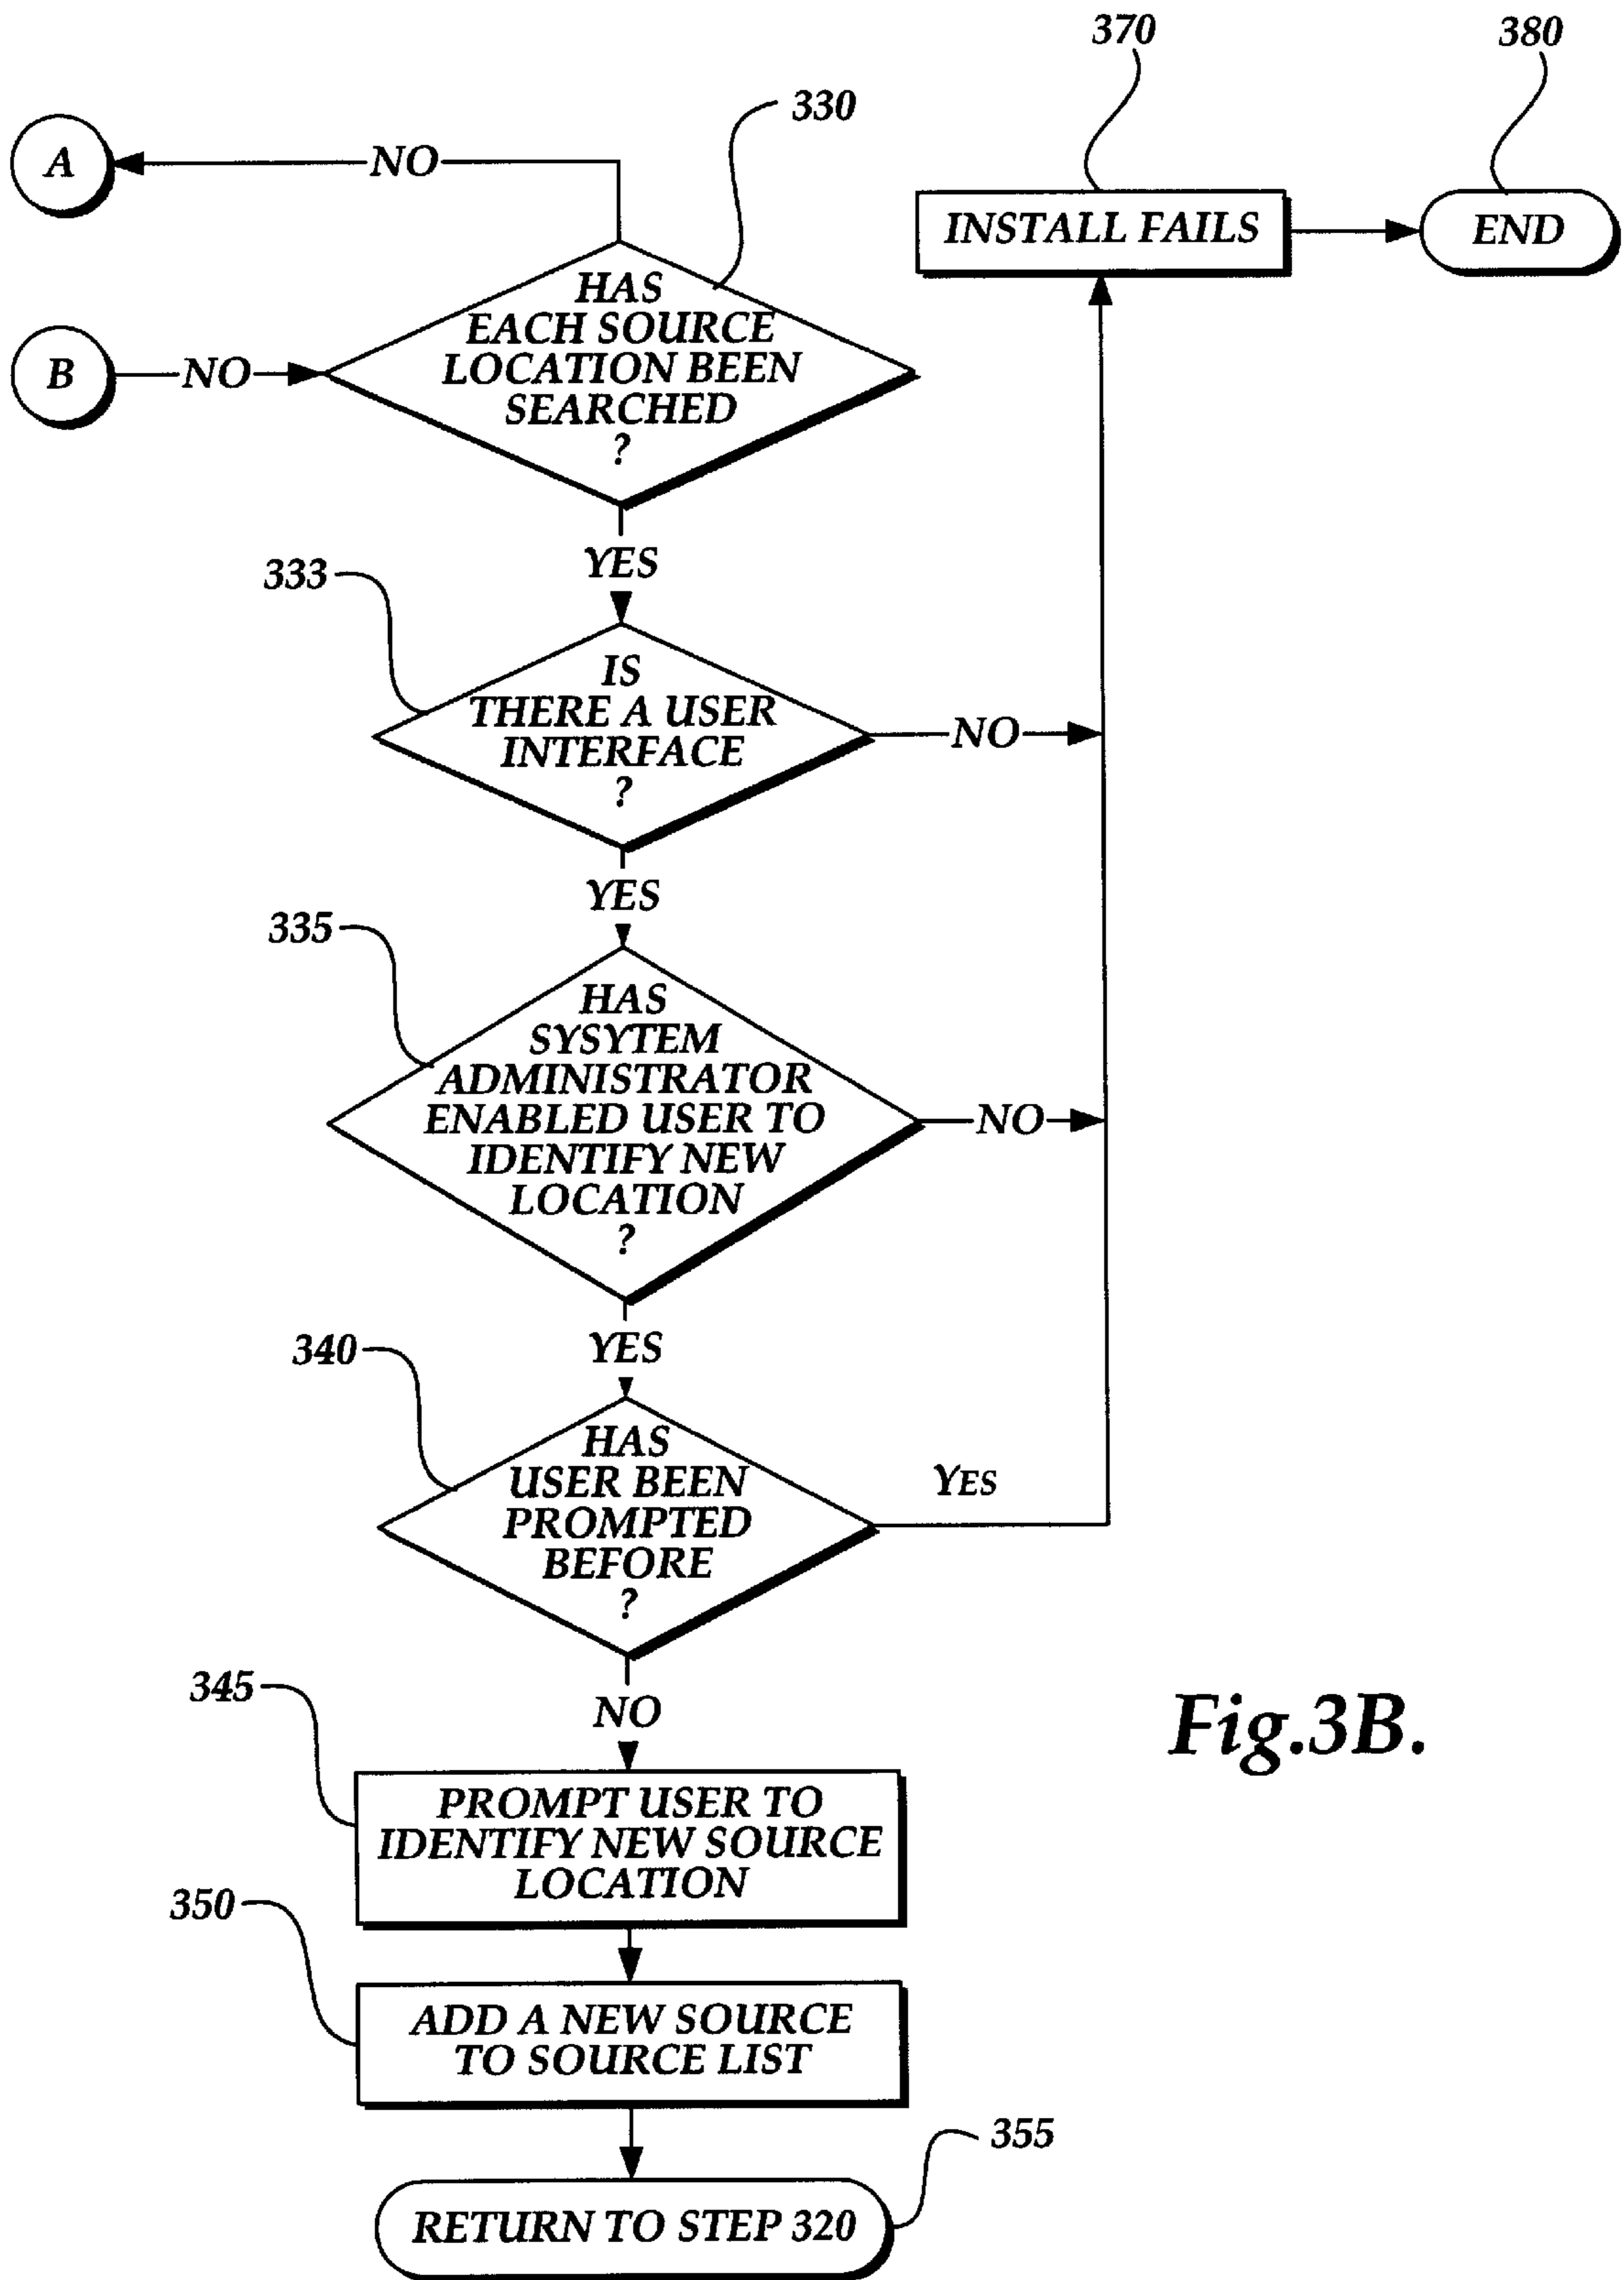 370
380
330
A
NO
INSTALL FAILS
END
HAS
EACH SOURCE
LOCATION BEEN
SEARCHED
?
B
NO
YES
333
IS
THERE A USER
INTERFACE
?
NO
YES
335
HAS
SYSYTEM
ADMINISTRATOR
ENABLED USER TO
IDENTIFY NEW
LOCATION
?
NO
YES
340
HAS
USER BEEN
PROMPTED
BEFORE
?
YES
NO
345
PROMPT USER TO
IDENTIFY NEW SOURCE
LOCATION
Fig.3B.
350
ADD A NEW SOURCE
TO SOURCE LIST
355
RETURN TO STEP 320